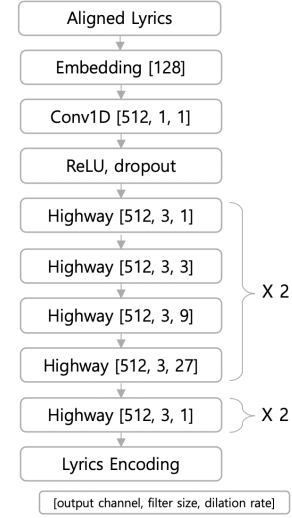 Aligned Lyrics
Embedding [128]
Conv1D [512, 1, 1]
ReLU, dropout
Highway [512, 3, 1]
Highway [512, 3, 3]
X 2
Highway [512, 3, 9]
Highway [512, 3, 27]
Highway [512, 3, 1]
X 2
Lyrics Encoding
[output channel, filter size, dilation rate]